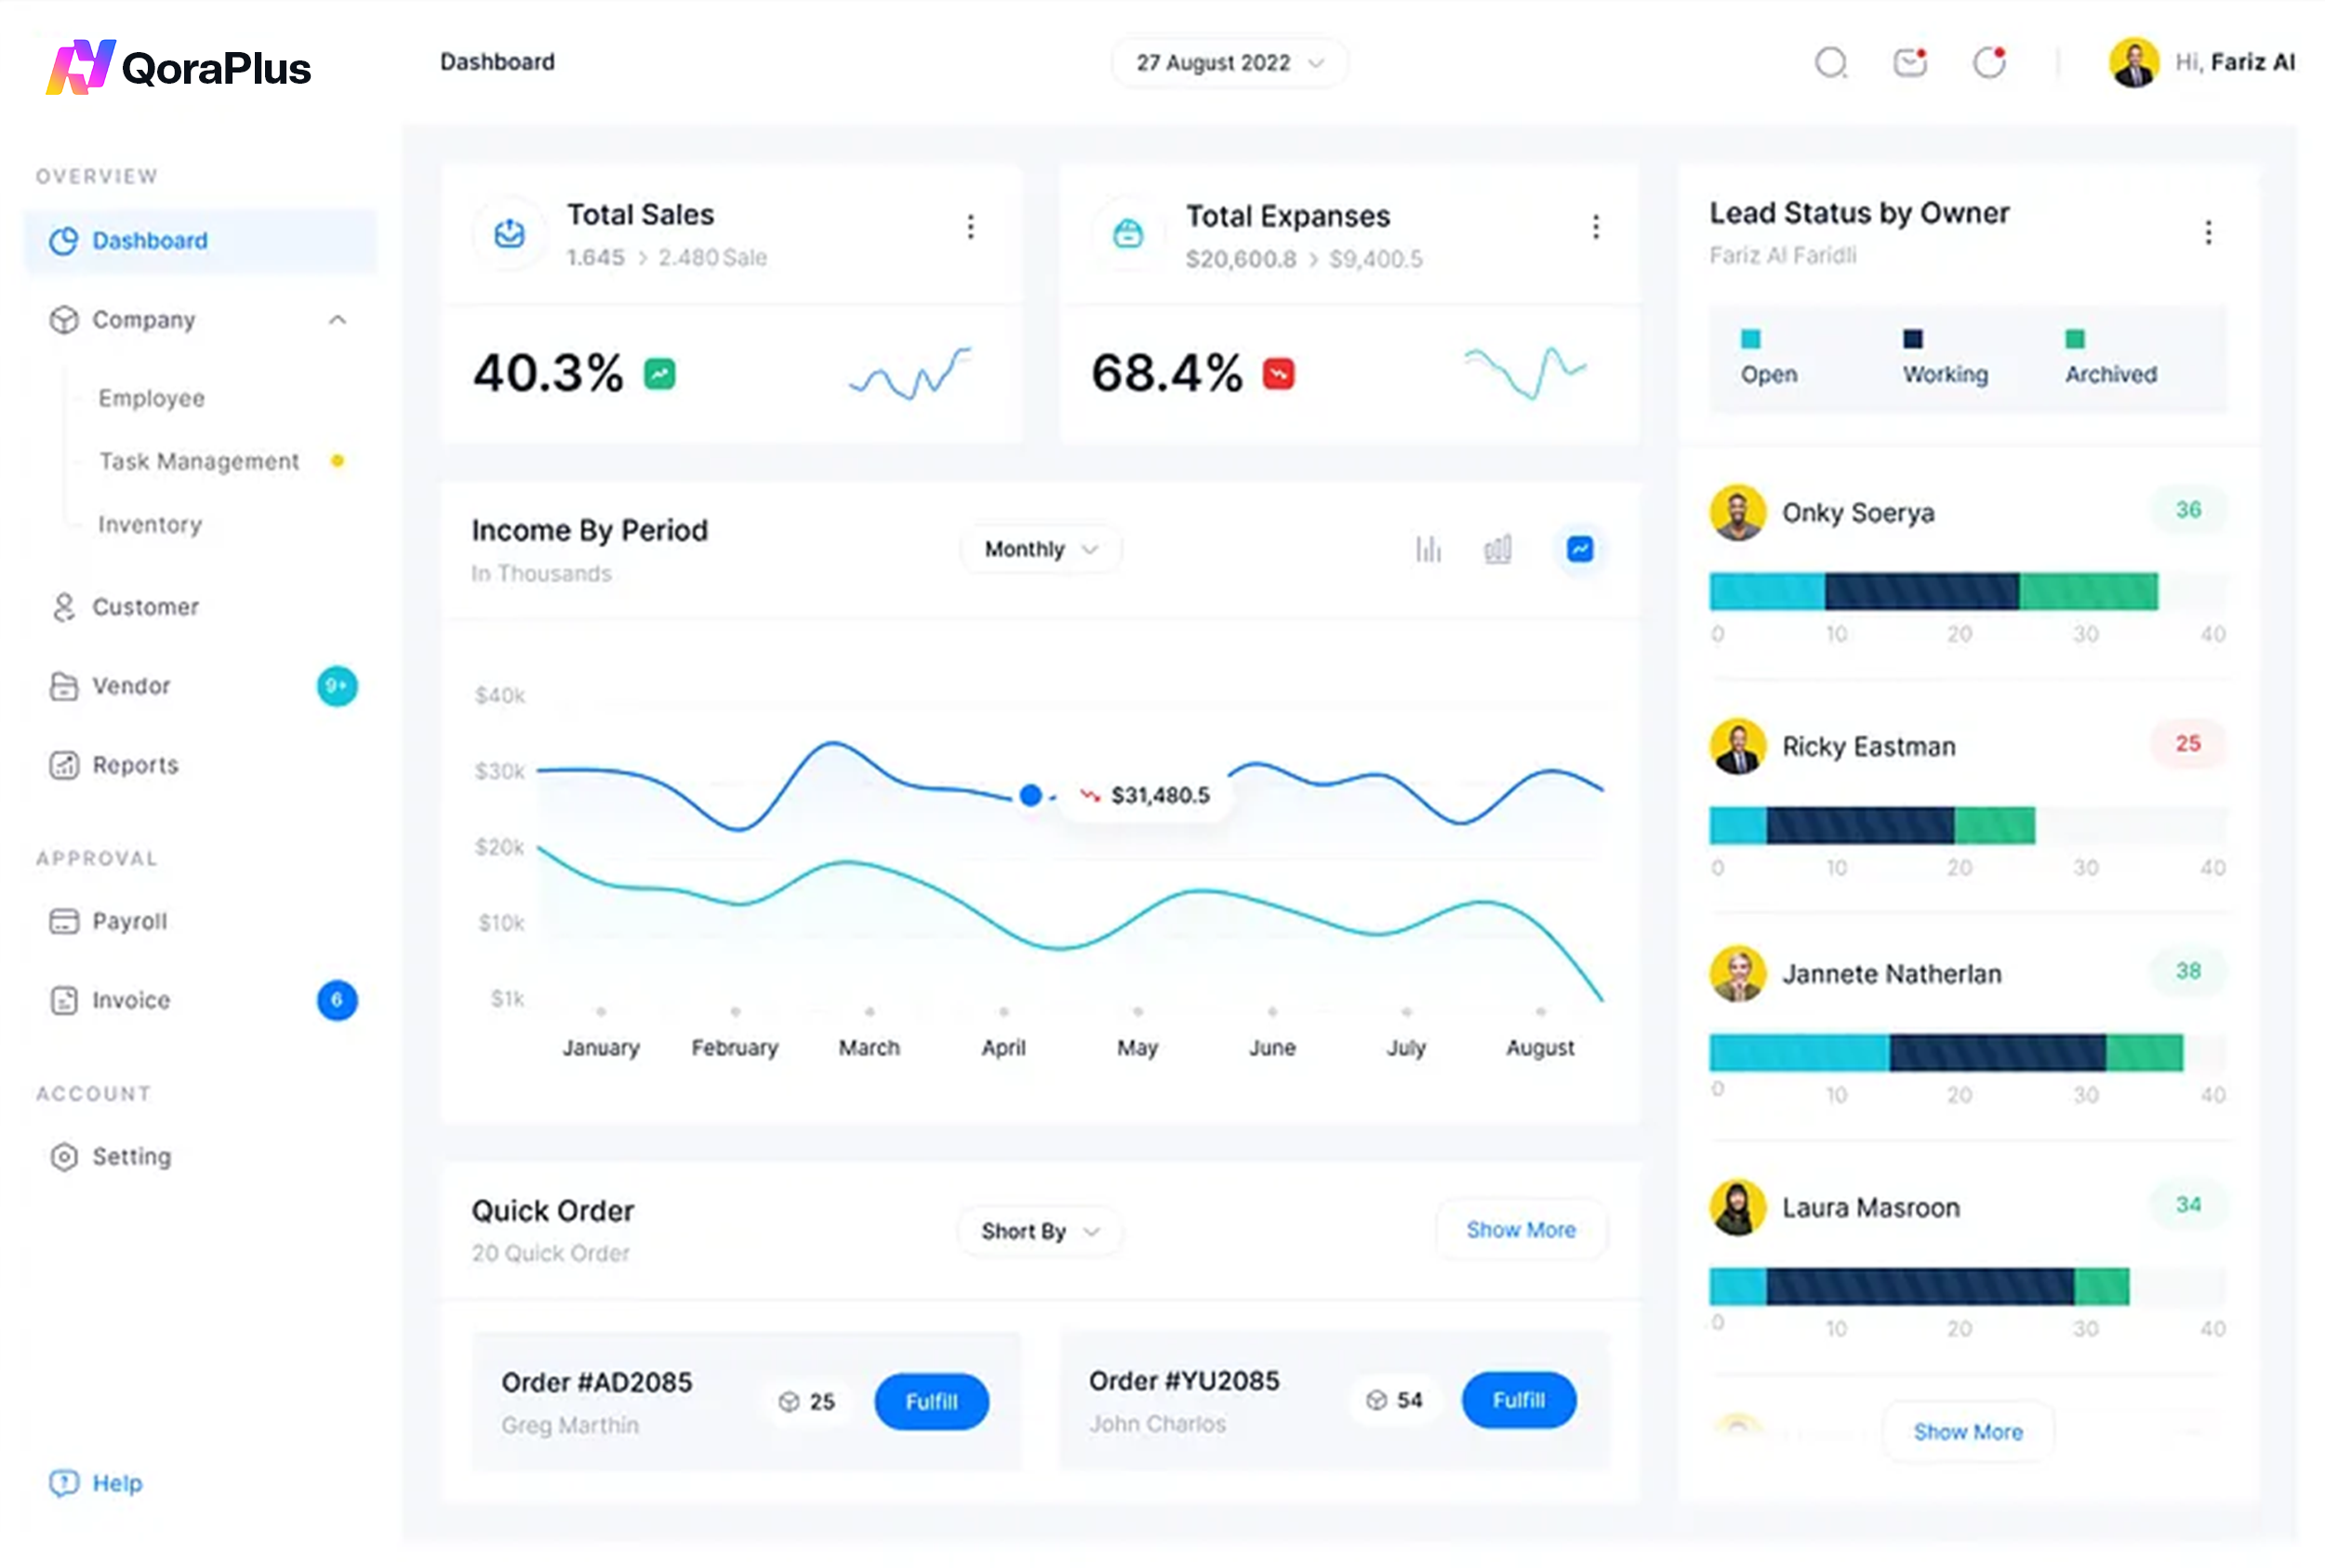 QoraPlus
Dashboard
27 August 2022
Hi, Fariz Al
OVERVIEW
Dashboard
Company
Employee
Task Management
Inventory
Customer
Vendor
9+
Reports
APPROVAL
Payroll
Invoice
6
ACCOUNT
Setting
Help
Total Sales
1.645 > 2.480 Sale
40.3%
Total Expanses
$20,600.8 > $9,400.5
68.4%
Income By Period
In Thousands
Monthly
$40k
$30k
$20k
$10k
$1k
$31,480.5
January February March April May June July August
Quick Order
20 Quick Order
Short By
Show More
Order #AD2085
Greg Marthin
25
Fulfill
Order #YU2085
John Charlos
54
Fulfill
Lead Status by Owner
Fariz Al Faridli
Open Working Archived
Onky Soerya
36
0 10 20 30 40
Ricky Eastman
25
0 10 20 30 40
Jannete Natherlan
38
0 10 20 30 40
Laura Masroon
34
0 10 20 30 40
Show More